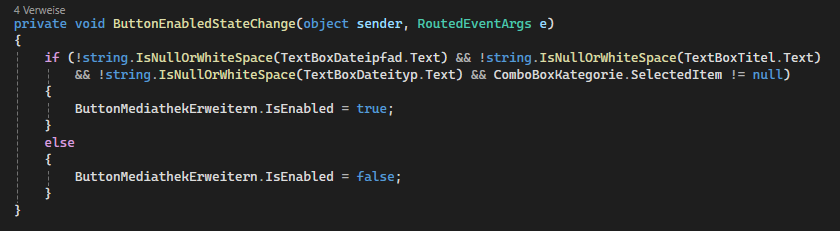 4 Verweise
private void ButtonEnabledStateChange(object sender, RoutedEventArgs e)
{
if (!string.IsNullOrWhiteSpace(TextBoxDateipfad.Text) && !string.IsNullOrWhiteSpace(TextBoxTitel.Text)
&& !string.IsNullOrWhiteSpace(TextBoxDateityp.Text) && ComboBoxKategorie.SelectedItem != null)
{
ButtonMediathekErweitern.IsEnabled = true;
}
else
{
ButtonMediathekErweitern.IsEnabled = false;
}
}